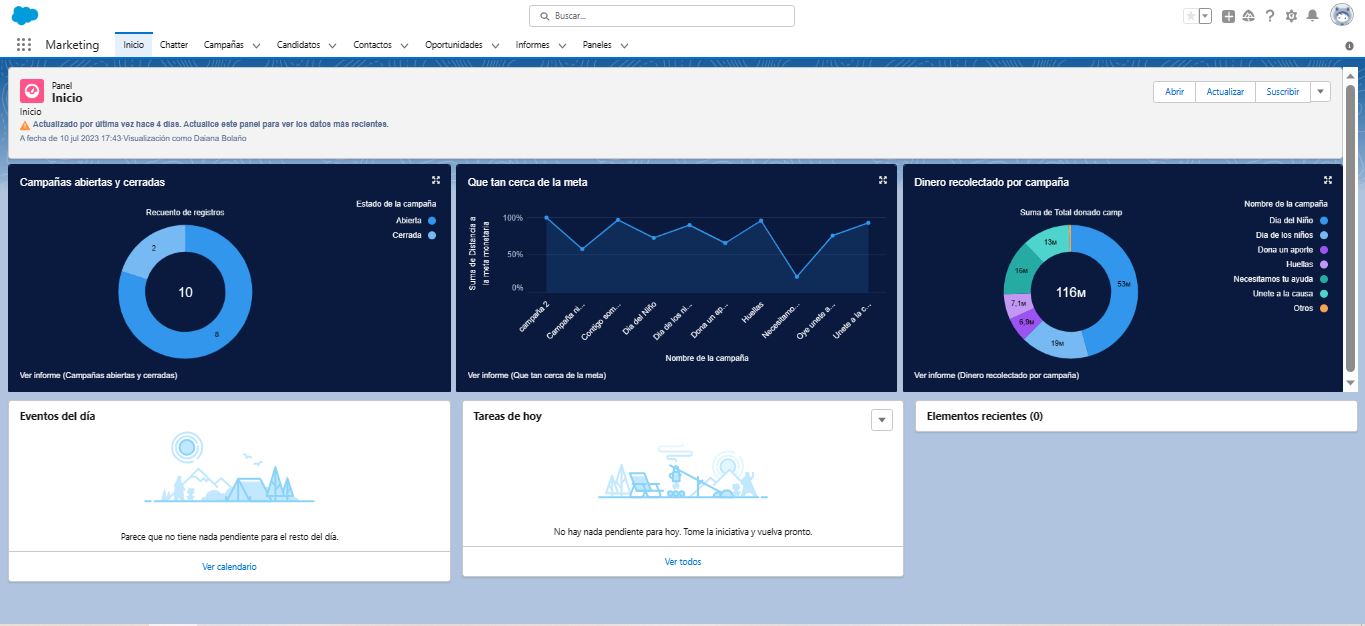 Buscar...
Marketing
Inicio
Chatter
Campañas
Candidatos
Contactos
Oportunidades
Informes
Paneles
Panel
Inicio
Inicio
Actualizado por última vez hace 4 días. Actualice este panel para ver los datos más recientes.
A fecha de 10 jul 2023 17:43·Visualización como Daiana Bolaño
Abrir
Actualizar
Suscribir
Campañas abiertas y cerradas
Recuento de registros
Estado de la campaña
Abierta
Cerrada
2
10
8
Ver informe (Campañas abiertas y cerradas)
Que tan cerca de la meta
Suma de Distancia a
la meta monetaria
100%
50%
0%
campaña 2
Campaña ni...
Contigo som...
Dia del Niño
Dia de los ni...
Dona un ap...
Huellas
Necesitamo...
Oye unete a...
Unete a la c...
Nombre de la campaña
Ver informe (Que tan cerca de la meta)
Dinero recolectado por campaña
Suma de Total donado camp
Nombre de la campaña
Dia del Niño
Dia de los niños
Dona un aporte
Huellas
Necesitamos tu ayuda
Unete a la causa
Otros
13M
16M
53M
116M
7,1M
6,9M
19M
Ver informe (Dinero recolectado por campaña)
Eventos del día
Parece que no tiene nada pendiente para el resto del día.
Ver calendario
Tareas de hoy
No hay nada pendiente para hoy. Tome la iniciativa y vuelva pronto.
Ver todos
Elementos recientes (0)